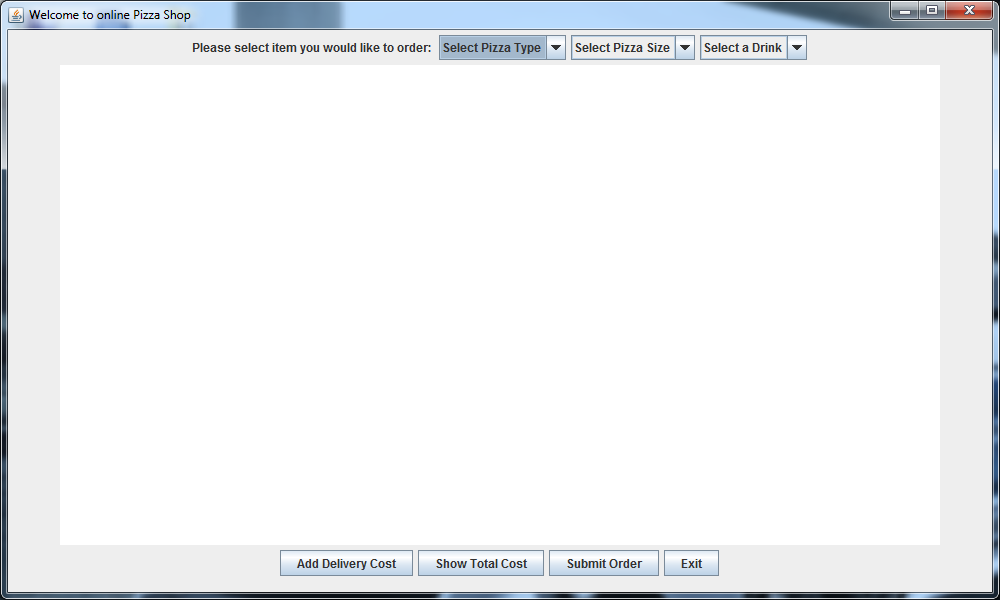 Welcome to online Pizza Shop
Please select item you would like to order: Select Pizza Type Select Pizza Size Select a Drink
Add Delivery Cost Show Total Cost Submit Order Exit